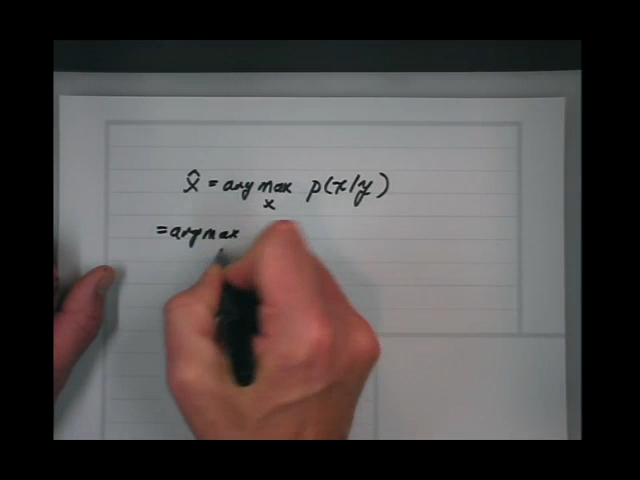 x̂ = arg max p(x/y)
x
= arg max